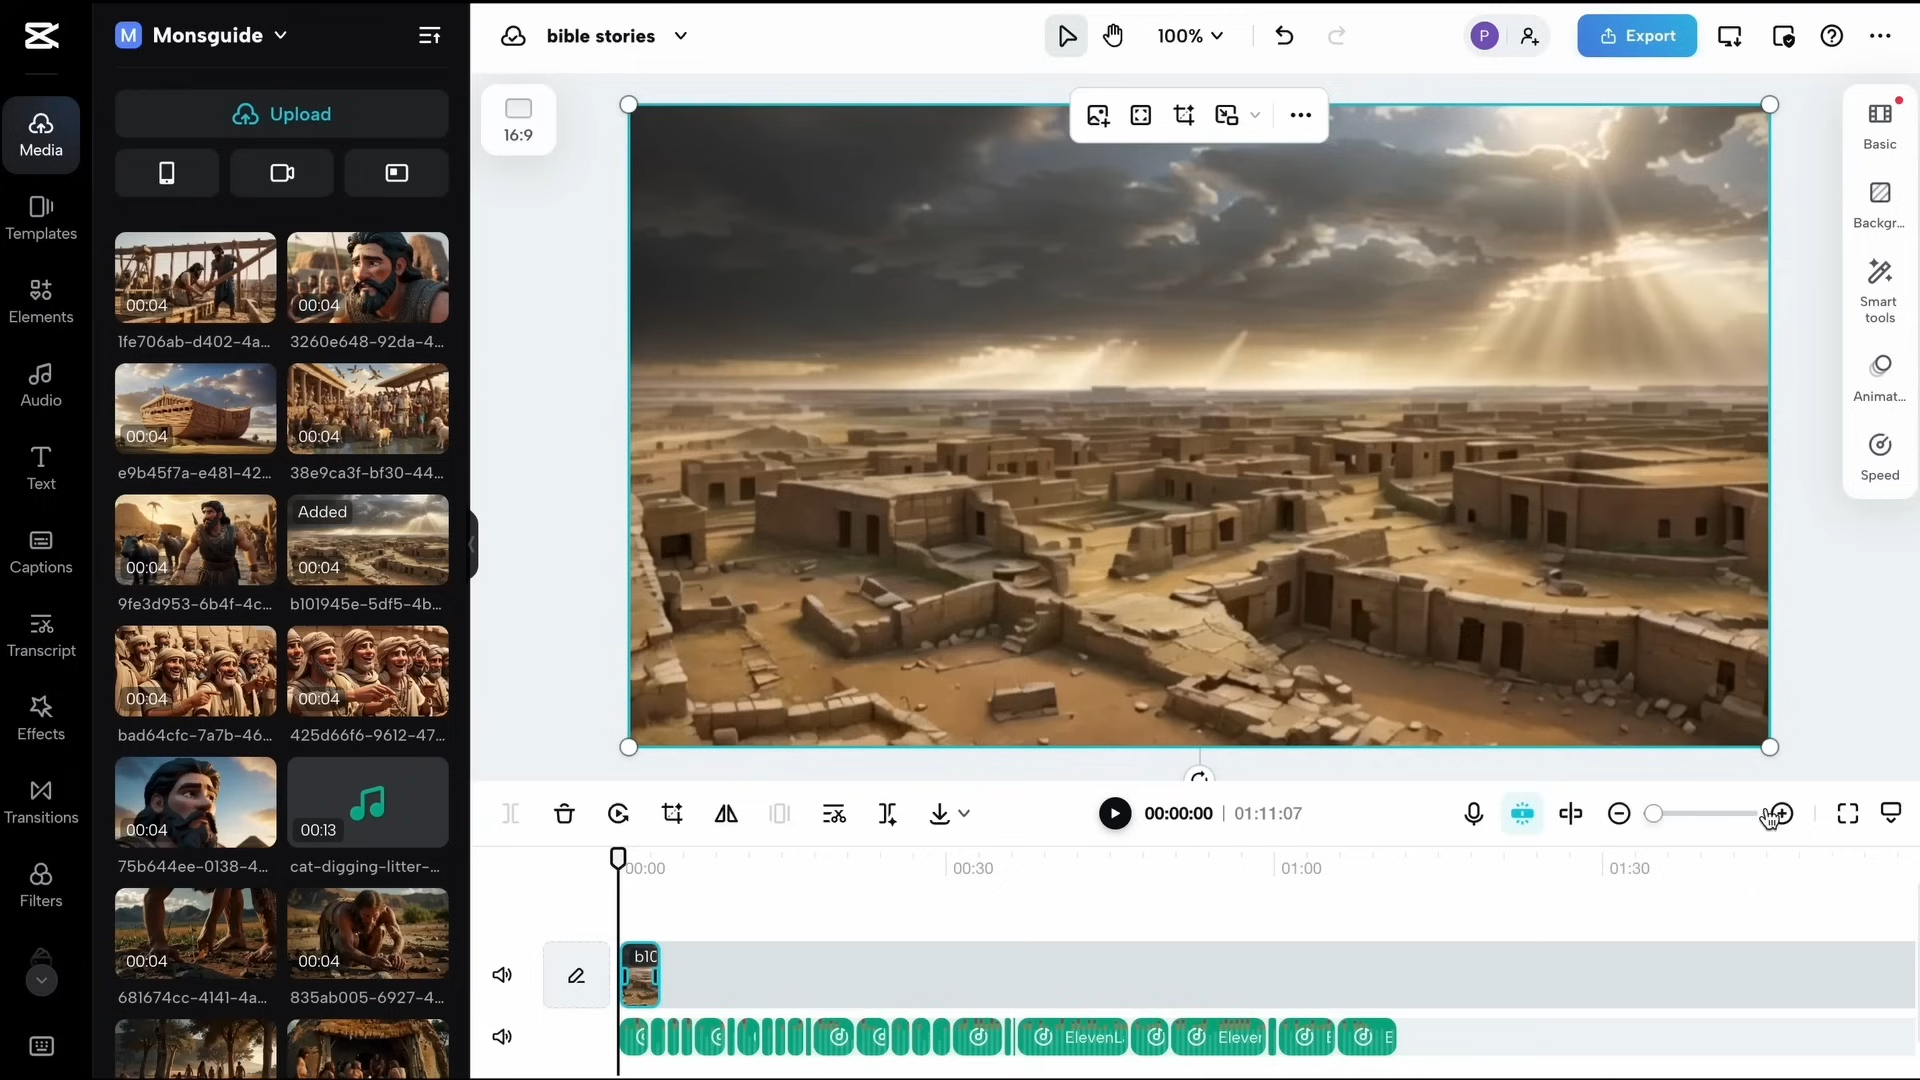 M Monsguide
bible stories
100%
P
Export
Media
Templates
Elements
Audio
Text
Captions
Transcript
Effects
Transitions
Filters
Upload
00:04
00:04
1fe706ab-d402-4a...
3260e648-92da-4...
00:04
00:04
e9b45f7a-e481-42...
38e9ca3f-bf30-44...
00:04
Added
00:04
9fe3d953-6b4f-4c...
b101945e-5df5-4b...
00:04
00:04
bad64cfc-7a7b-46...
425d66f6-9612-47...
00:04
00:13
75b644ee-0138-4...
cat-digging-litter-...
00:04
00:04
681674cc-4141-4a...
835ab005-6927-4...
16:9
Basic
Backgr...
Smart
tools
Animat...
Speed
00:00:00 | 01:11:07
00:00
00:30
01:00
01:30
b10
ElevenL
Elever
E
E